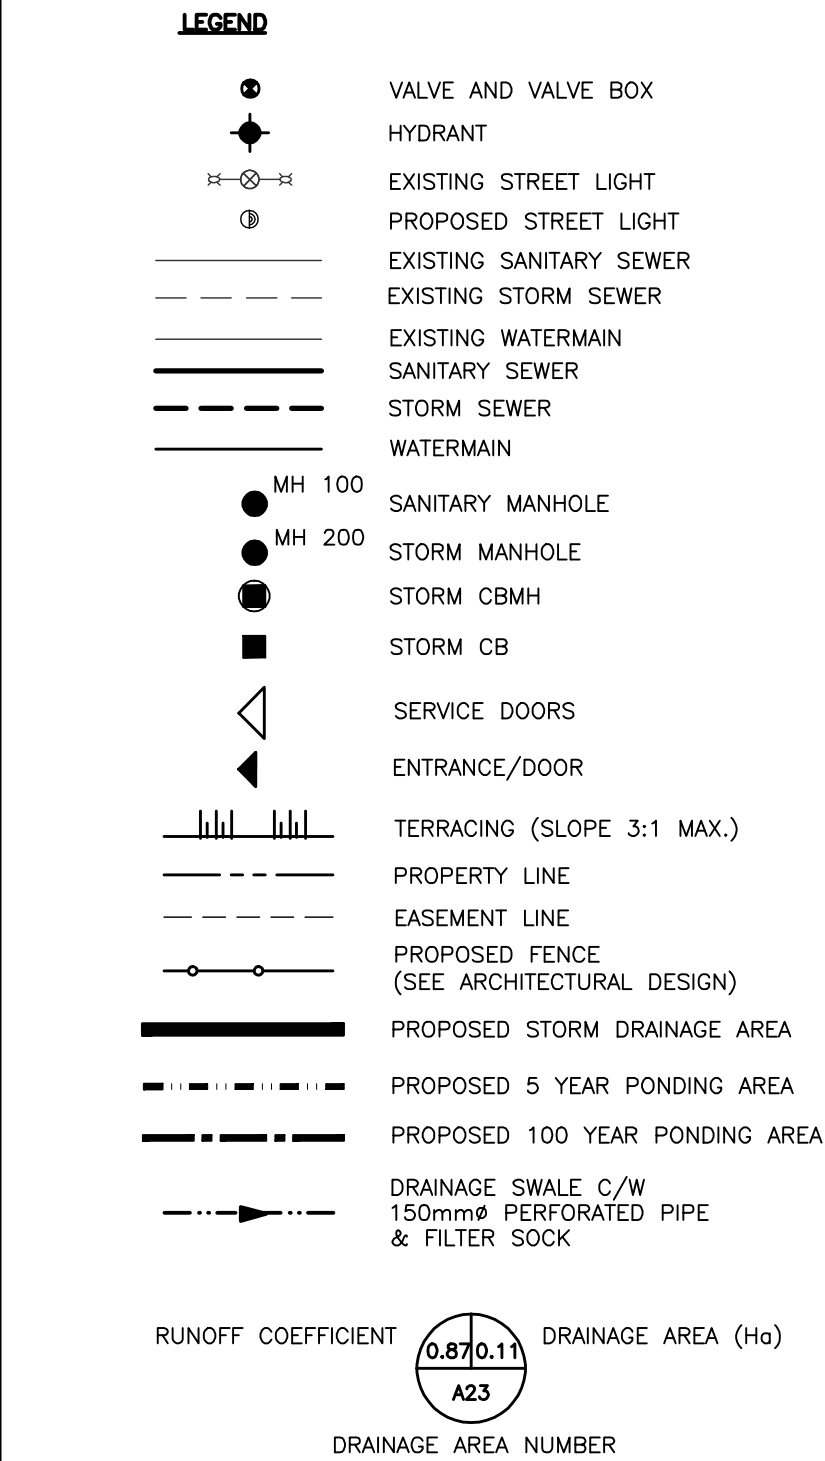 LEGEND
VALVE AND VALVE BOX
HYDRANT
EXISTING STREET LIGHT
PROPOSED STREET LIGHT
EXISTING SANITARY SEWER
EXISTING STORM SEWER
EXISTING WATERMAIN
SANITARY SEWER
STORM SEWER
WATERMAIN
MH 100
SANITARY MANHOLE
MH 200
STORM MANHOLE
STORM CBMH
STORM CB
SERVICE DOORS
ENTRANCE/DOOR
TERRACING (SLOPE 3:1 MAX.)
PROPERTY LINE
EASEMENT LINE
PROPOSED FENCE
(SEE ARCHITECTURAL DESIGN)
PROPOSED STORM DRAINAGE AREA
PROPOSED 5 YEAR PONDING AREA
PROPOSED 100 YEAR PONDING AREA
DRAINAGE SWALE C/W
150mmø PERFORATED PIPE
& FILTER SOCK
RUNOFF COEFFICIENT
0.87 0.11
DRAINAGE AREA (Ha)
A23
DRAINAGE AREA NUMBER